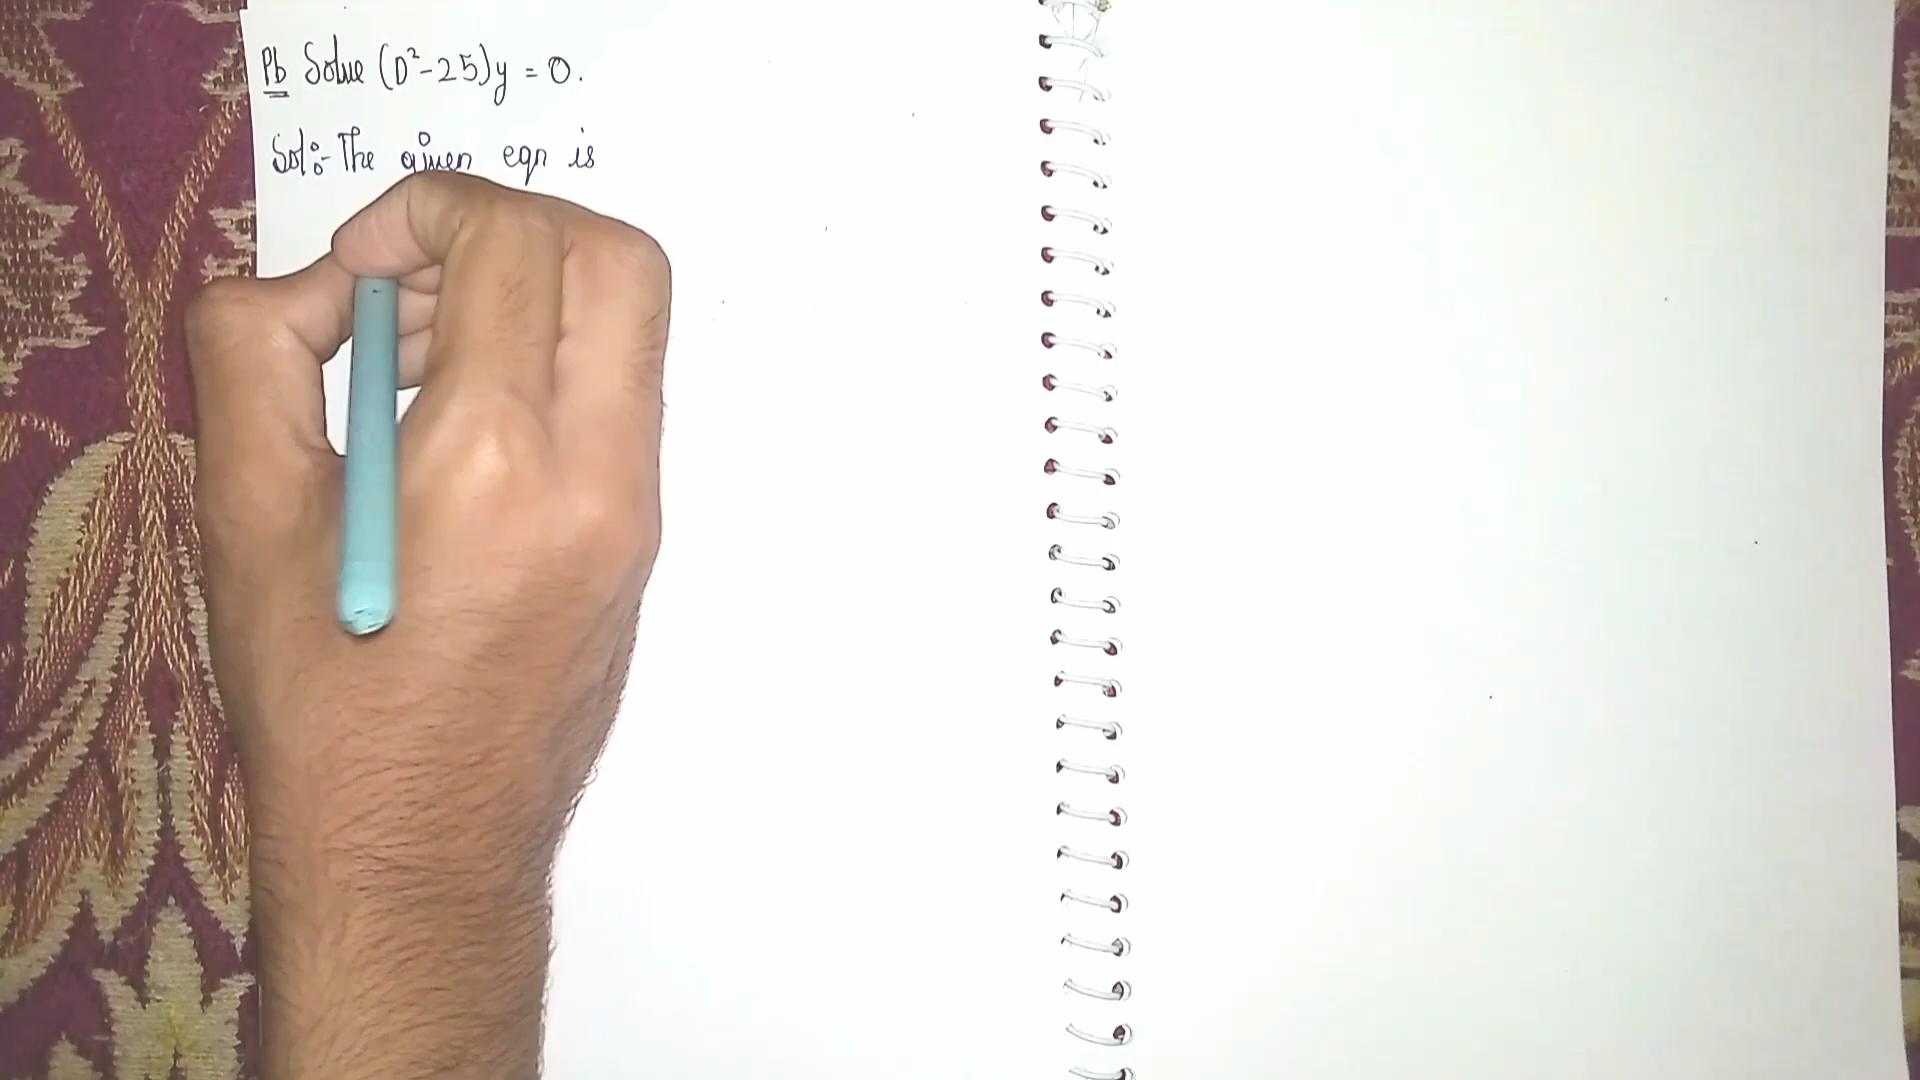 Pb Solve (D²-25)y = 0.
Sol:- The given eqn is